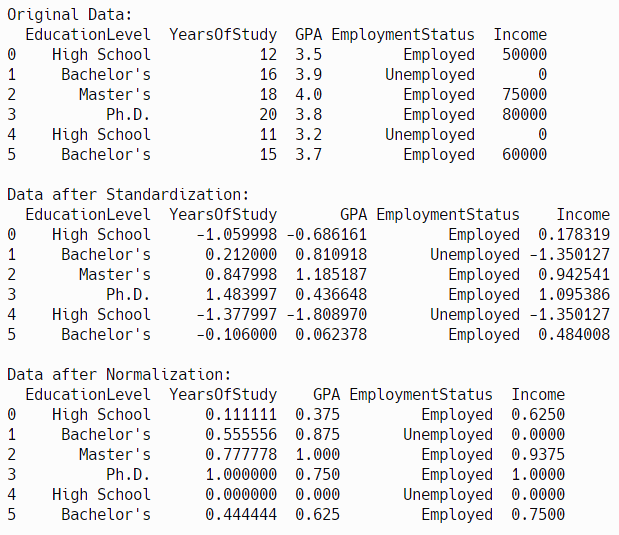 Original Data:
  EducationLevel  YearsOfStudy  GPA EmploymentStatus  Income
0    High School            12  3.5         Employed   50000
1     Bachelor's            16  3.9       Unemployed       0
2       Master's            18  4.0         Employed   75000
3          Ph.D.            20  3.8         Employed   80000
4    High School            11  3.2       Unemployed       0
5     Bachelor's            15  3.7         Employed   60000

Data after Standardization:
  EducationLevel  YearsOfStudy       GPA EmploymentStatus    Income
0    High School     -1.059998 -0.686161         Employed  0.178319
1     Bachelor's      0.212000  0.810918       Unemployed -1.350127
2       Master's      0.847998  1.185187         Employed  0.942541
3          Ph.D.      1.483997  0.436648         Employed  1.095386
4    High School     -1.377997 -1.808970       Unemployed -1.350127
5     Bachelor's     -0.106000  0.062378         Employed  0.484008

Data after Normalization:
  EducationLevel  YearsOfStudy    GPA EmploymentStatus  Income
0    High School      0.111111  0.375         Employed  0.6250
1     Bachelor's      0.555556  0.875       Unemployed  0.0000
2       Master's      0.777778  1.000         Employed  0.9375
3          Ph.D.      1.000000  0.750         Employed  1.0000
4    High School      0.000000  0.000       Unemployed  0.0000
5     Bachelor's      0.444444  0.625         Employed  0.7500